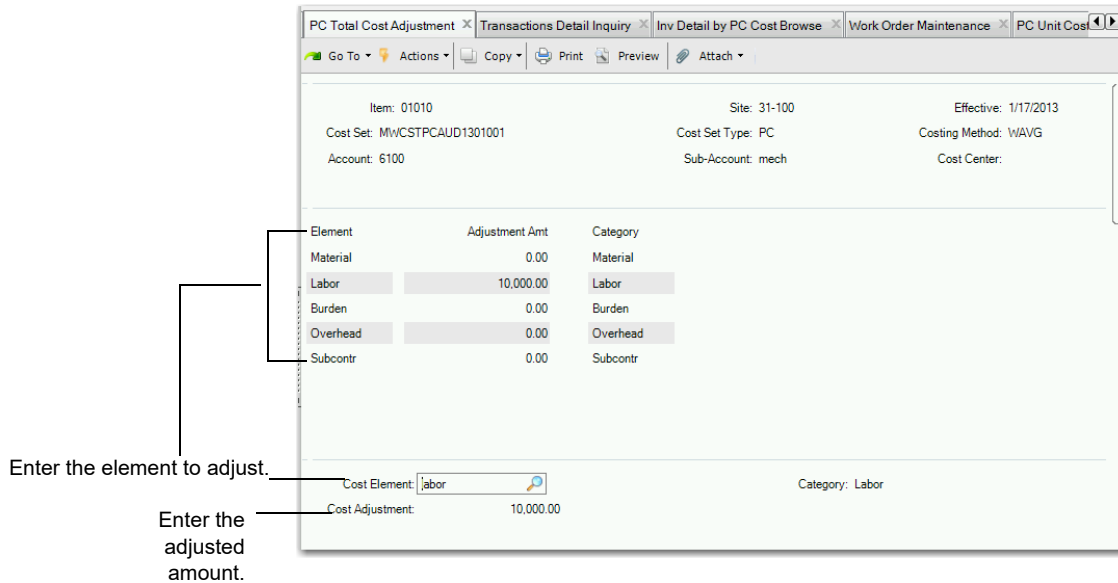 PC Total Cost Adjustment Transactions Detail Inquiry Inv Detail by PC Cost Browse Work Order Maintenance PC Unit Cost
Go To Actions Copy Print Preview Attach
Item: 01010 Site: 31-100 Effective: 1/17/2013
Cost Set: MWCSTPCAUD1301001 Cost Set Type: PC Costing Method: WAVG
Account: 6100 Sub-Account: mech Cost Center:
Element Adjustment Amt Category
Material 0.00 Material
Labor 10,000.00 Labor
Burden 0.00 Burden
Overhead 0.00 Overhead
Subcontr 0.00 Subcontr
Enter the element to adjust.
Cost Element: labor Category: Labor
Cost Adjustment: 10,000.00
Enter the
adjusted
amount.